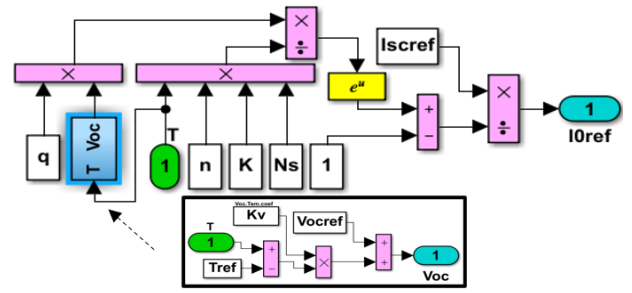 ×
÷
Iscref
×
×
e^u
×
÷
+
−
1
I0ref
q
T Voc
T
1
n
K
Ns
1
Voc.Tem.coef
Kv
Vocref
T
1
+
−
×
+
+
1
Voc
Tref